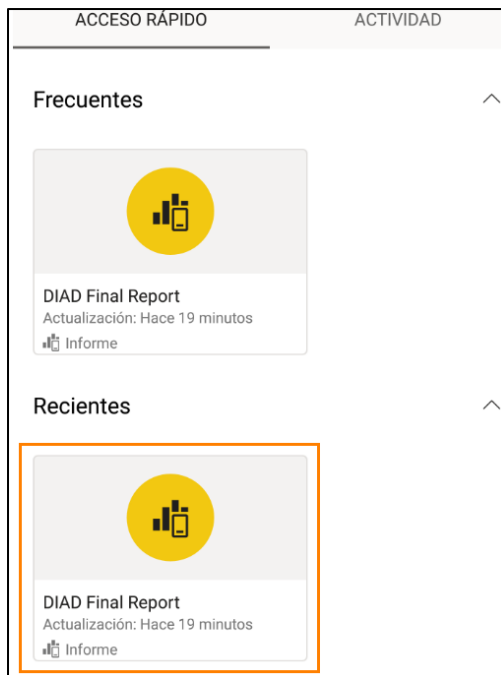 ACCESO RÁPIDO ACTIVIDAD
Frecuentes
DIAD Final Report
Actualización: Hace 19 minutos
Informe
Recientes
DIAD Final Report
Actualización: Hace 19 minutos
Informe